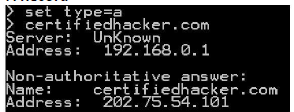 > set type=a
> certifiedhacker.com
Server:  UnKnown
Address:  192.168.0.1
Non-authoritative answer:
Name:    certifiedhacker.com
Address:  202.75.54.101